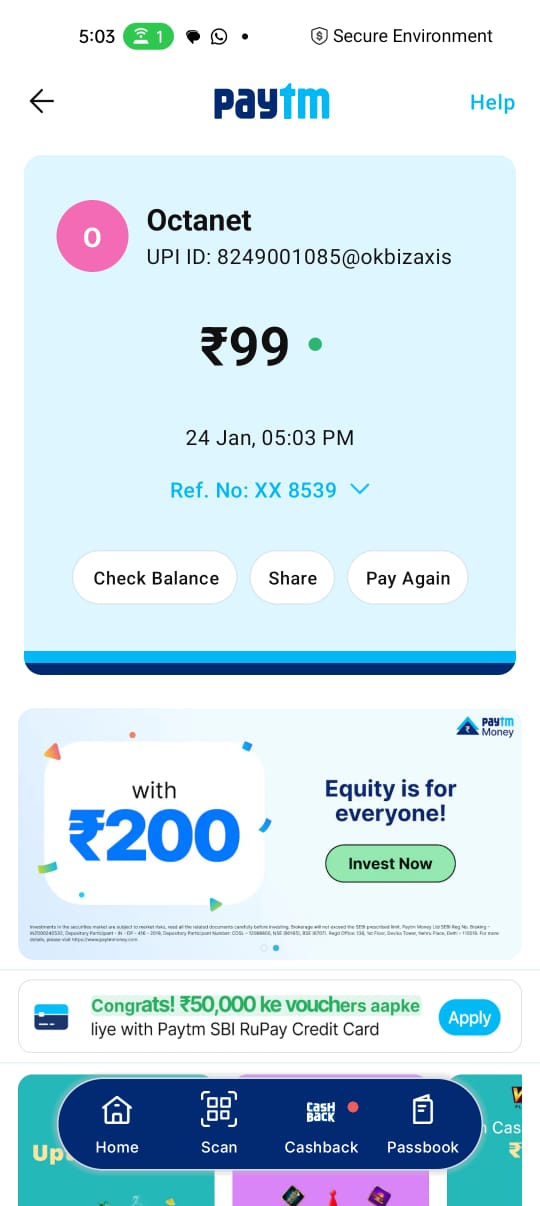 5:03 1 Secure Environment
paytm Help
O
Octanet
UPI ID: 8249001085@okbizaxis
₹99
24 Jan, 05:03 PM
Ref. No: XX 8539
Check Balance Share Pay Again
paytm
Money
with
₹200
Equity is for
everyone!
Invest Now
Congrats! ₹50,000 ke vouchers aapke
liye with Paytm SBI RuPay Credit Card
Apply
CASH
BACK
Home Scan Cashback Passbook